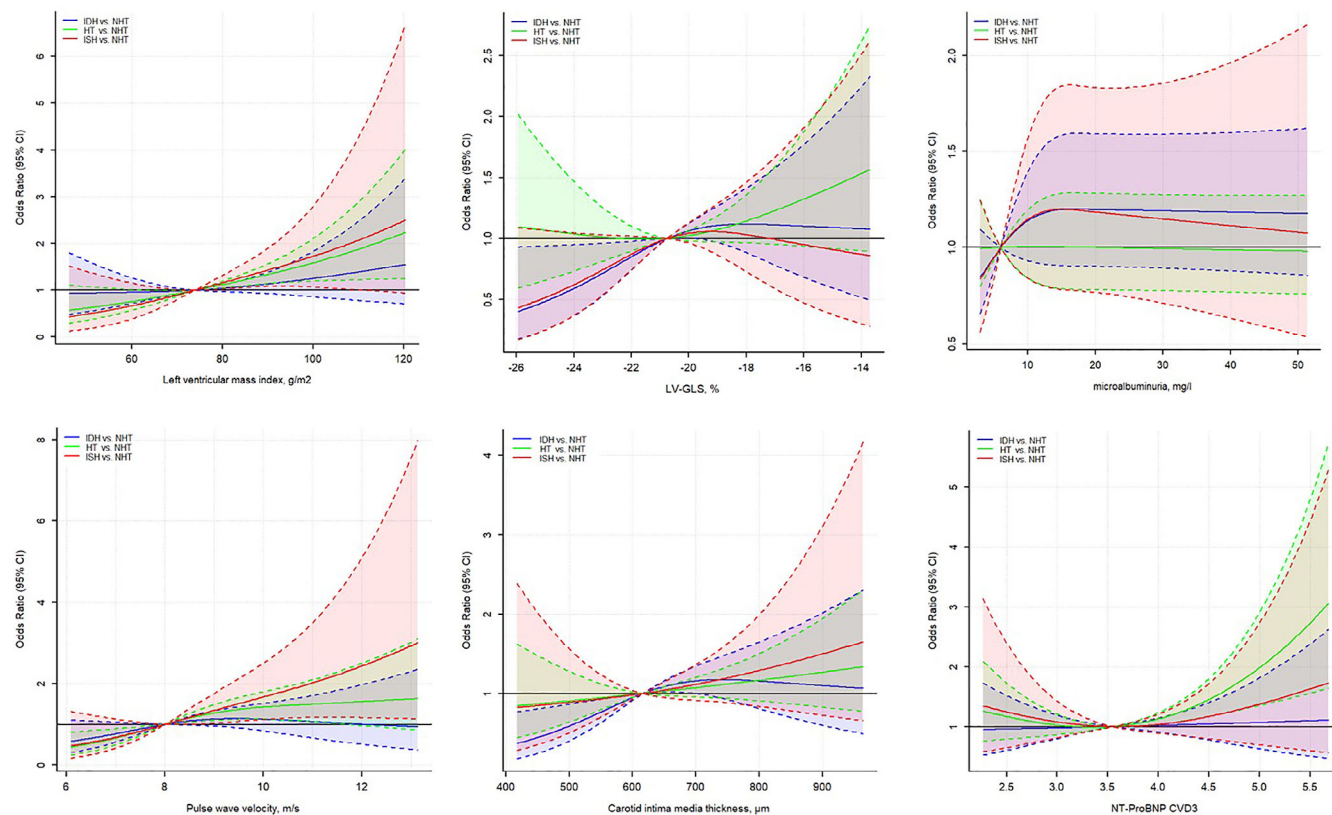 IDH vs. NHT
HT vs. NHT
ISH vs. NHT
Odds Ratio (95% CI)
6
5
4
3
2
1
0
60
80
100
120
Left ventricular mass index, g/m2
IDH vs. NHT
HT vs. NHT
ISH vs. NHT
Odds Ratio (95% CI)
2.5
2.0
1.5
1.0
0.5
-26
-24
-22
-20
-18
-16
-14
LV-GLS, %
IDH vs. NHT
HT vs. NHT
ISH vs. NHT
Odds Ratio (95% CI)
2.0
1.5
1.0
0.5
10
20
30
40
50
microalbuminuria, mg/l
IDH vs. NHT
HT vs. NHT
ISH vs. NHT
Odds Ratio (95% CI)
8
6
4
2
0
6
8
10
12
Pulse wave velocity, m/s
IDH vs. NHT
HT vs. NHT
ISH vs. NHT
Odds Ratio (95% CI)
4
3
2
1
400
500
600
700
800
900
Carotid intima media thickness, µm
IDH vs. NHT
HT vs. NHT
ISH vs. NHT
Odds Ratio (95% CI)
5
4
3
2
1
0
2.5
3.0
3.5
4.0
4.5
5.0
5.5
NT-ProBNP CVD3